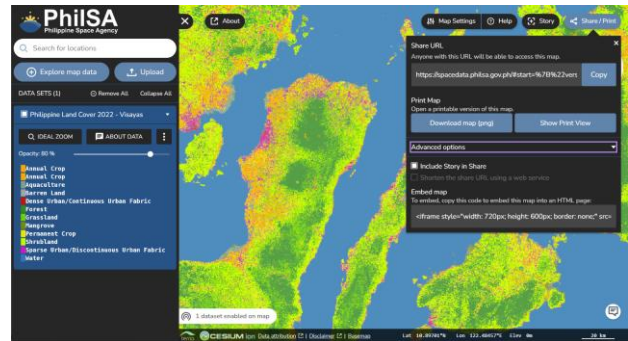 PhilSA
Philippine Space Agency
Search for locations
Explore map data
Upload
DATA SETS (1)
Remove All
Collapse All
Philippine Land Cover 2022 - Visayas
IDEAL ZOOM
ABOUT DATA
Opacity: 80 %
Annual Crop
Annual Crop
Aquaculture
Barren Land
Dense Urban/Continuous Urban Fabric
Forest
Grassland
Mangrove
Permanent Crop
Shrubland
Sparse Urban/Discontinuous Urban Fabric
Water
About
Map Settings
Help
Story
Share / Print
Share URL
Anyone with this URL will be able to access this map.
https://spacedata.philsa.gov.ph/#start=%7B%22vers
Copy
Print Map
Open a printable version of this map.
Download map (png)
Show Print View
Advanced options
Include Story in Share
Shorten the share URL using a web service
Embed map
To embed, copy this code to embed this map into an HTML page:
<iframe style="width: 720px; height: 600px; border: none;" src=
1 dataset enabled on map
CESIUM ion Data attribution | Disclaimer | Basemap
Lat
Lon
Elev 0m
20 km